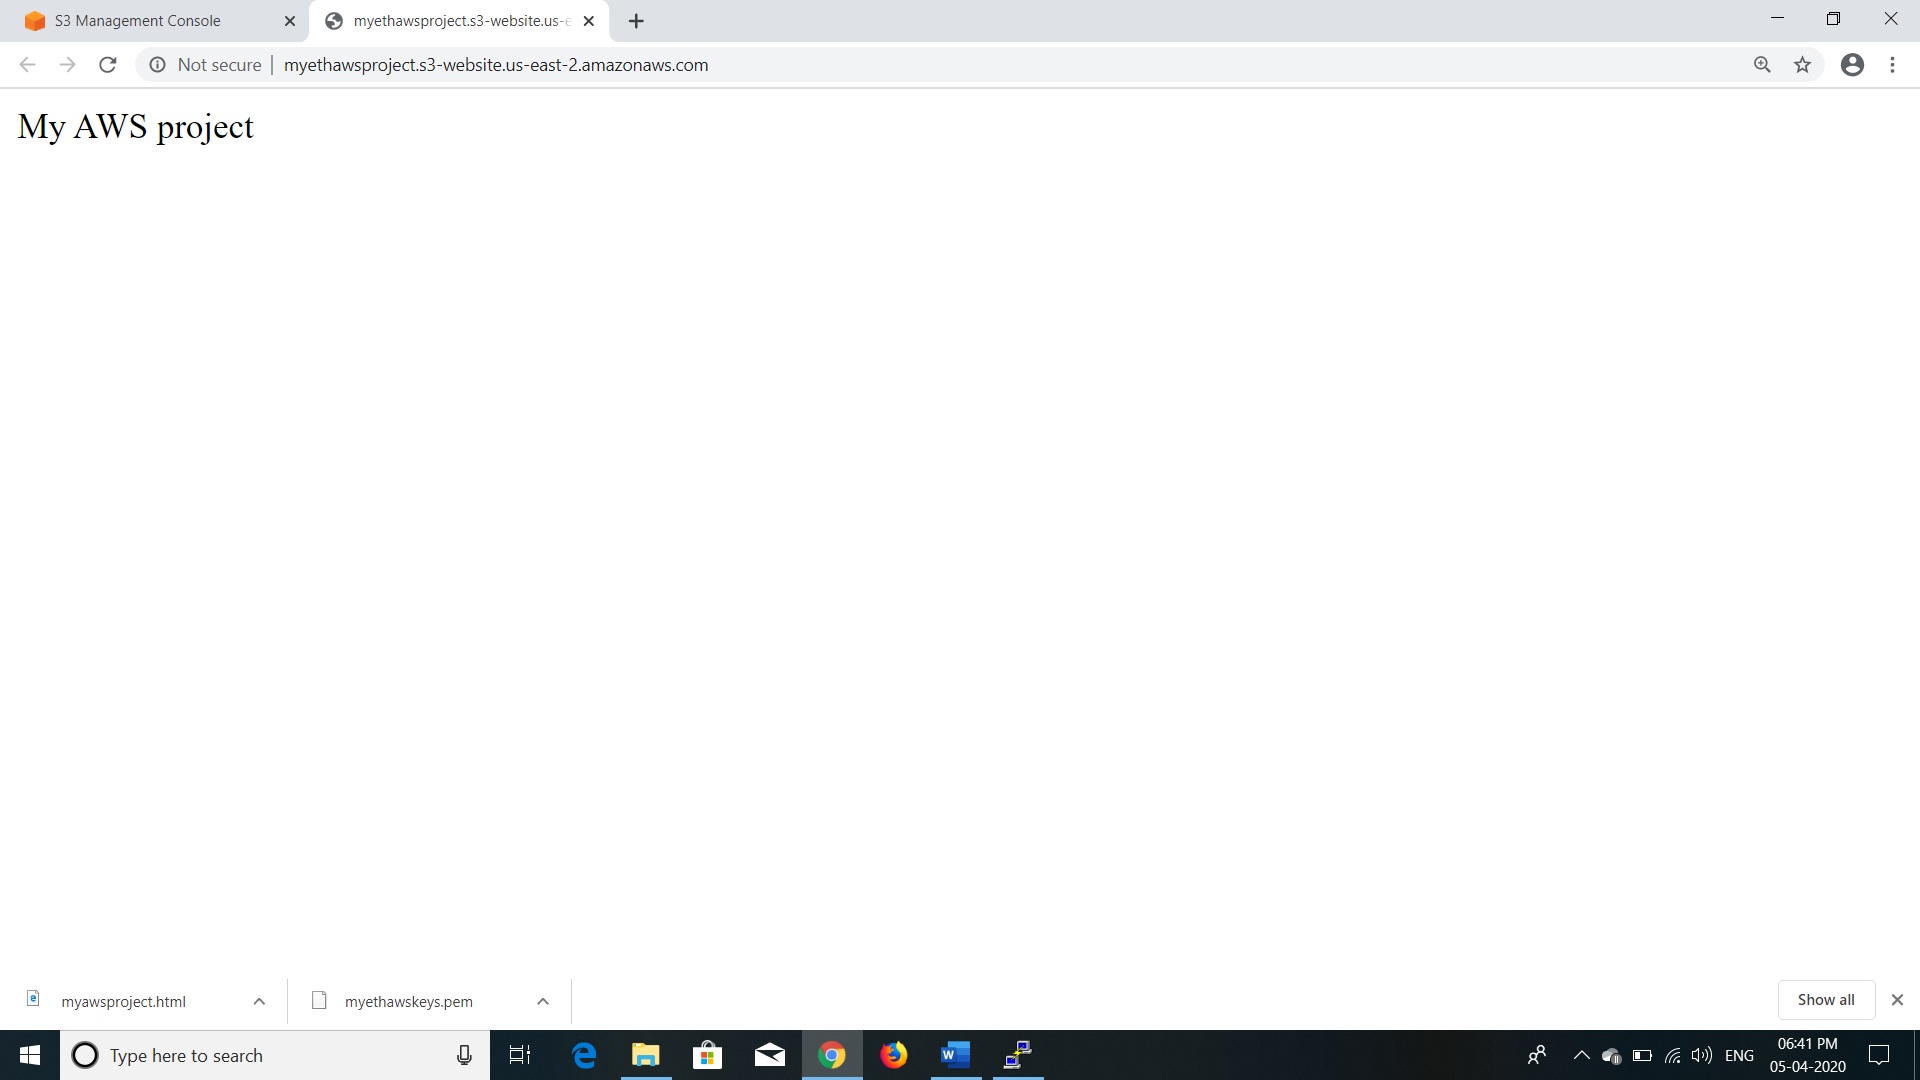 S3 Management Console
myethawsproject.s3-website.us-e
Not secure
myethawsproject.s3-website.us-east-2.amazonaws.com
My AWS project
myawsproject.html
myethawskeys.pem
Show all
Type here to search
ENG
06:41 PM
05-04-2020